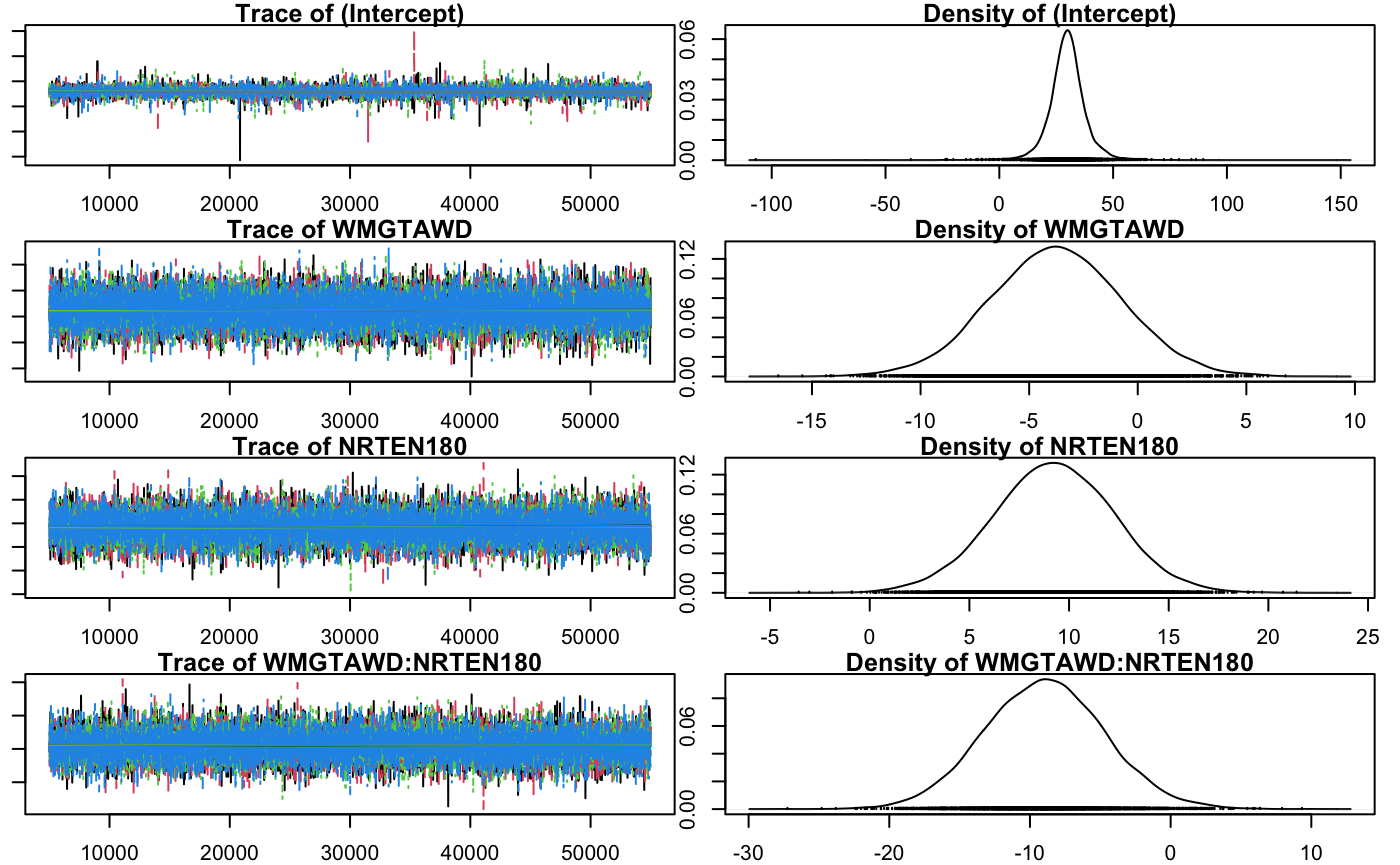 Trace of (Intercept)
Density of (Intercept)
0.00 0.03 0.06
10000 20000 30000 40000 50000
-100 -50 0 50 100 150
Trace of WMGTAWD
Density of WMGTAWD
0.00 0.06 0.12
10000 20000 30000 40000 50000
-15 -10 -5 0 5 10
Trace of NRTEN180
Density of NRTEN180
0.00 0.06 0.12
10000 20000 30000 40000 50000
-5 0 5 10 15 20 25
Trace of WMGTAWD:NRTEN180
Density of WMGTAWD:NRTEN180
0.00 0.06
10000 20000 30000 40000 50000
-30 -20 -10 0 10